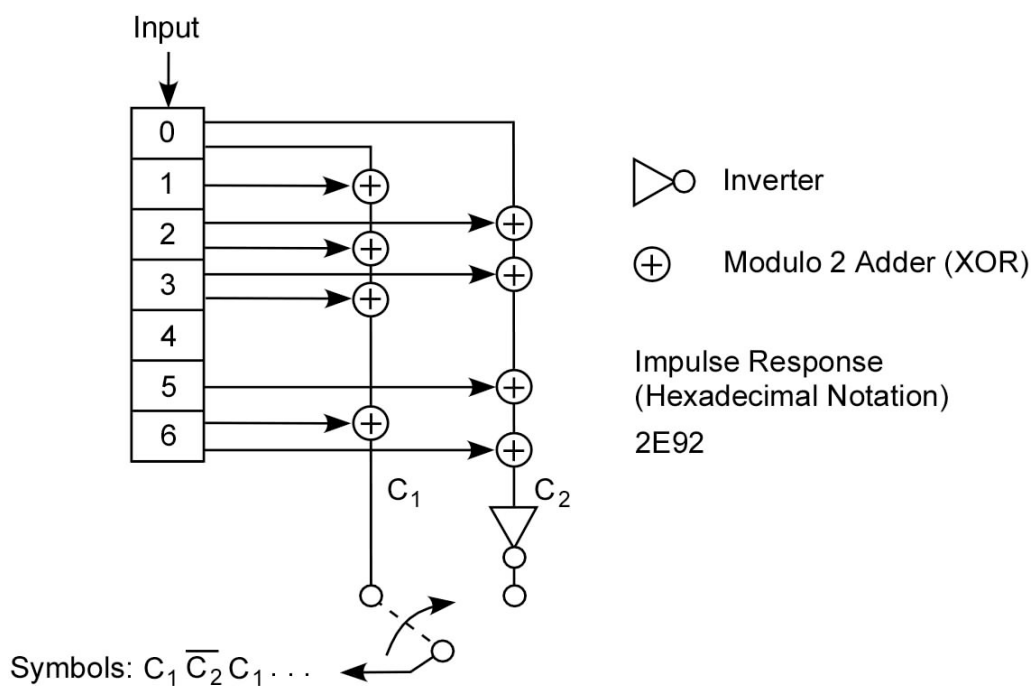 Input
0
1
2
3
4
5
6
Inverter
Modulo 2 Adder (XOR)
Impulse Response
(Hexadecimal Notation)
2E92
C₁
C₂
Symbols: C₁ C̅₂ C₁ . . .